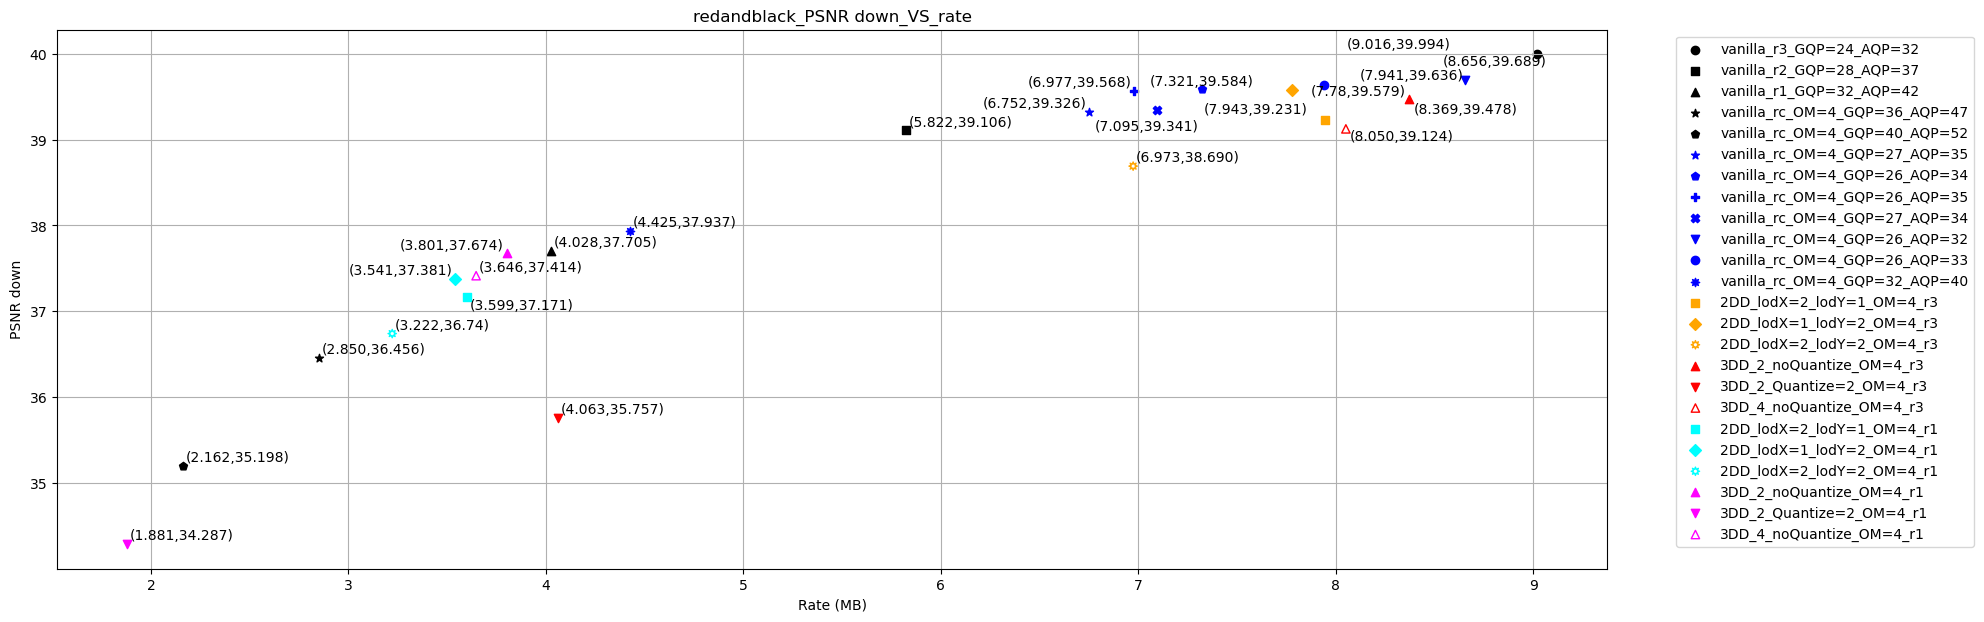 redandblack_PSNR down_VS_rate
PSNR down
40
39
38
37
36
35
(9.016,39.994)
(8.656,39.689)
(7.941,39.636)
(7.321,39.584)
(6.977,39.568)
(7.78,39.579)
(6.752,39.326)
(7.943,39.231)
(8.369,39.478)
(5.822,39.106)
(7.095,39.341)
(8.050,39.124)
(6.973,38.690)
(4.425,37.937)
(3.801,37.674)
(4.028,37.705)
(3.541,37.381)
(3.646,37.414)
(3.599,37.171)
(3.222,36.74)
(2.850,36.456)
(4.063,35.757)
(2.162,35.198)
(1.881,34.287)
2
3
4
5
6
7
8
9
Rate (MB)
vanilla_r3_GQP=24_AQP=32
vanilla_r2_GQP=28_AQP=37
vanilla_r1_GQP=32_AQP=42
vanilla_rc_OM=4_GQP=36_AQP=47
vanilla_rc_OM=4_GQP=40_AQP=52
vanilla_rc_OM=4_GQP=27_AQP=35
vanilla_rc_OM=4_GQP=26_AQP=34
vanilla_rc_OM=4_GQP=26_AQP=35
vanilla_rc_OM=4_GQP=27_AQP=34
vanilla_rc_OM=4_GQP=26_AQP=32
vanilla_rc_OM=4_GQP=26_AQP=33
vanilla_rc_OM=4_GQP=32_AQP=40
2DD_lodX=2_lodY=1_OM=4_r3
2DD_lodX=1_lodY=2_OM=4_r3
2DD_lodX=2_lodY=2_OM=4_r3
3DD_2_noQuantize_OM=4_r3
3DD_2_Quantize=2_OM=4_r3
3DD_4_noQuantize_OM=4_r3
2DD_lodX=2_lodY=1_OM=4_r1
2DD_lodX=1_lodY=2_OM=4_r1
2DD_lodX=2_lodY=2_OM=4_r1
3DD_2_noQuantize_OM=4_r1
3DD_2_Quantize=2_OM=4_r1
3DD_4_noQuantize_OM=4_r1